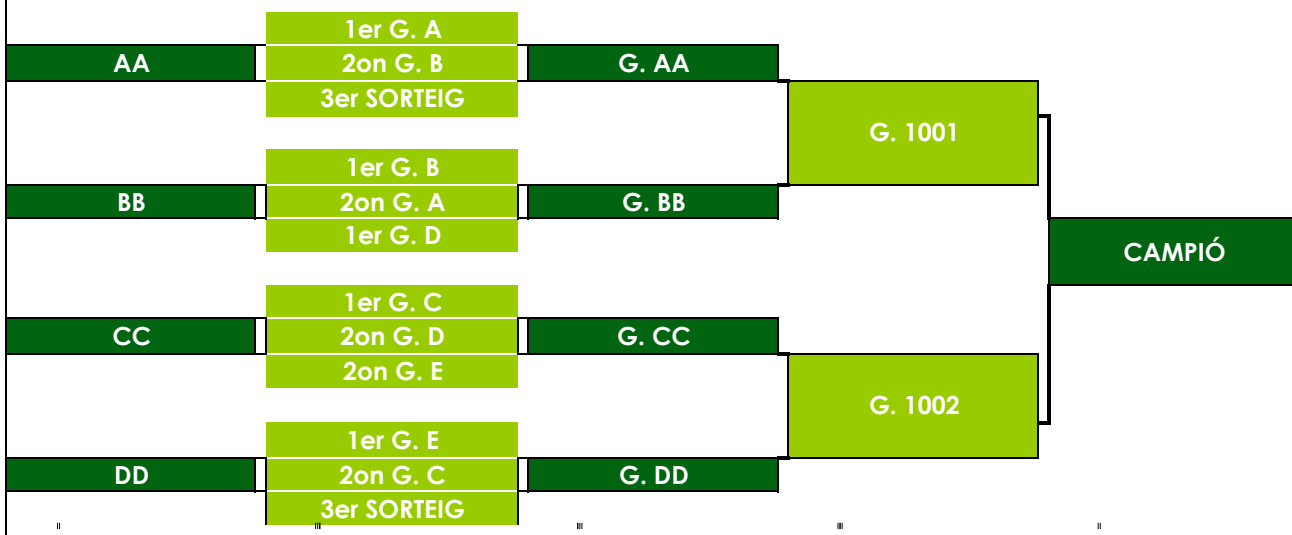 1er G. A
AA
2on G. B
G. AA
3er SORTEIG
G. 1001
1er G. B
BB
2on G. A
G. BB
1er G. D
CAMPIÓ
1er G. C
CC
2on G. D
G. CC
2on G. E
G. 1002
1er G. E
DD
2on G. C
G. DD
3er SORTEIG